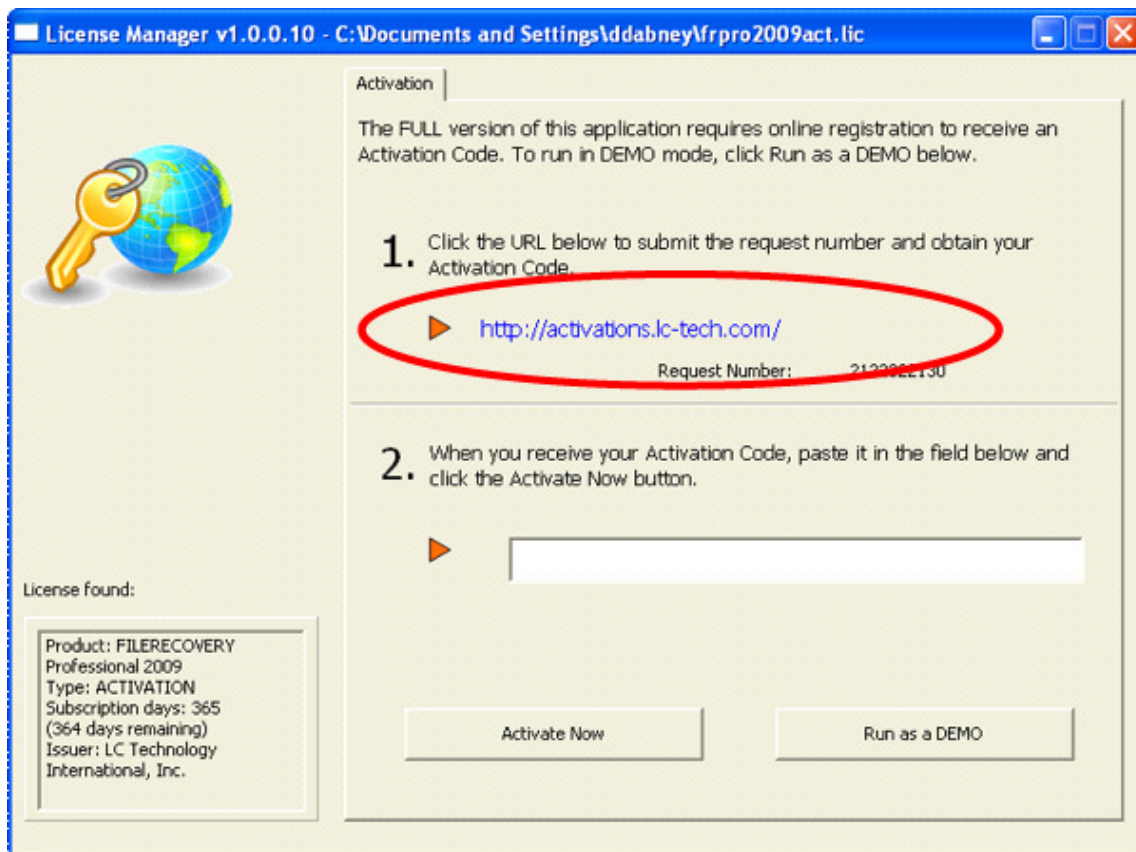 License Manager v1.0.0.10 - C:\Documents and Settings\ddabney\frpro2009act.lic
Activation
The FULL version of this application requires online registration to receive an
Activation Code. To run in DEMO mode, click Run as a DEMO below.
1. Click the URL below to submit the request number and obtain your
Activation Code.
http://activations.lc-tech.com/
Request Number:
2. When you receive your Activation Code, paste it in the field below and
click the Activate Now button.
License found:
Product: FILERECOVERY
Professional 2009
Type: ACTIVATION
Subscription days: 365
(364 days remaining)
Issuer: LC Technology
International, Inc.
Activate Now
Run as a DEMO